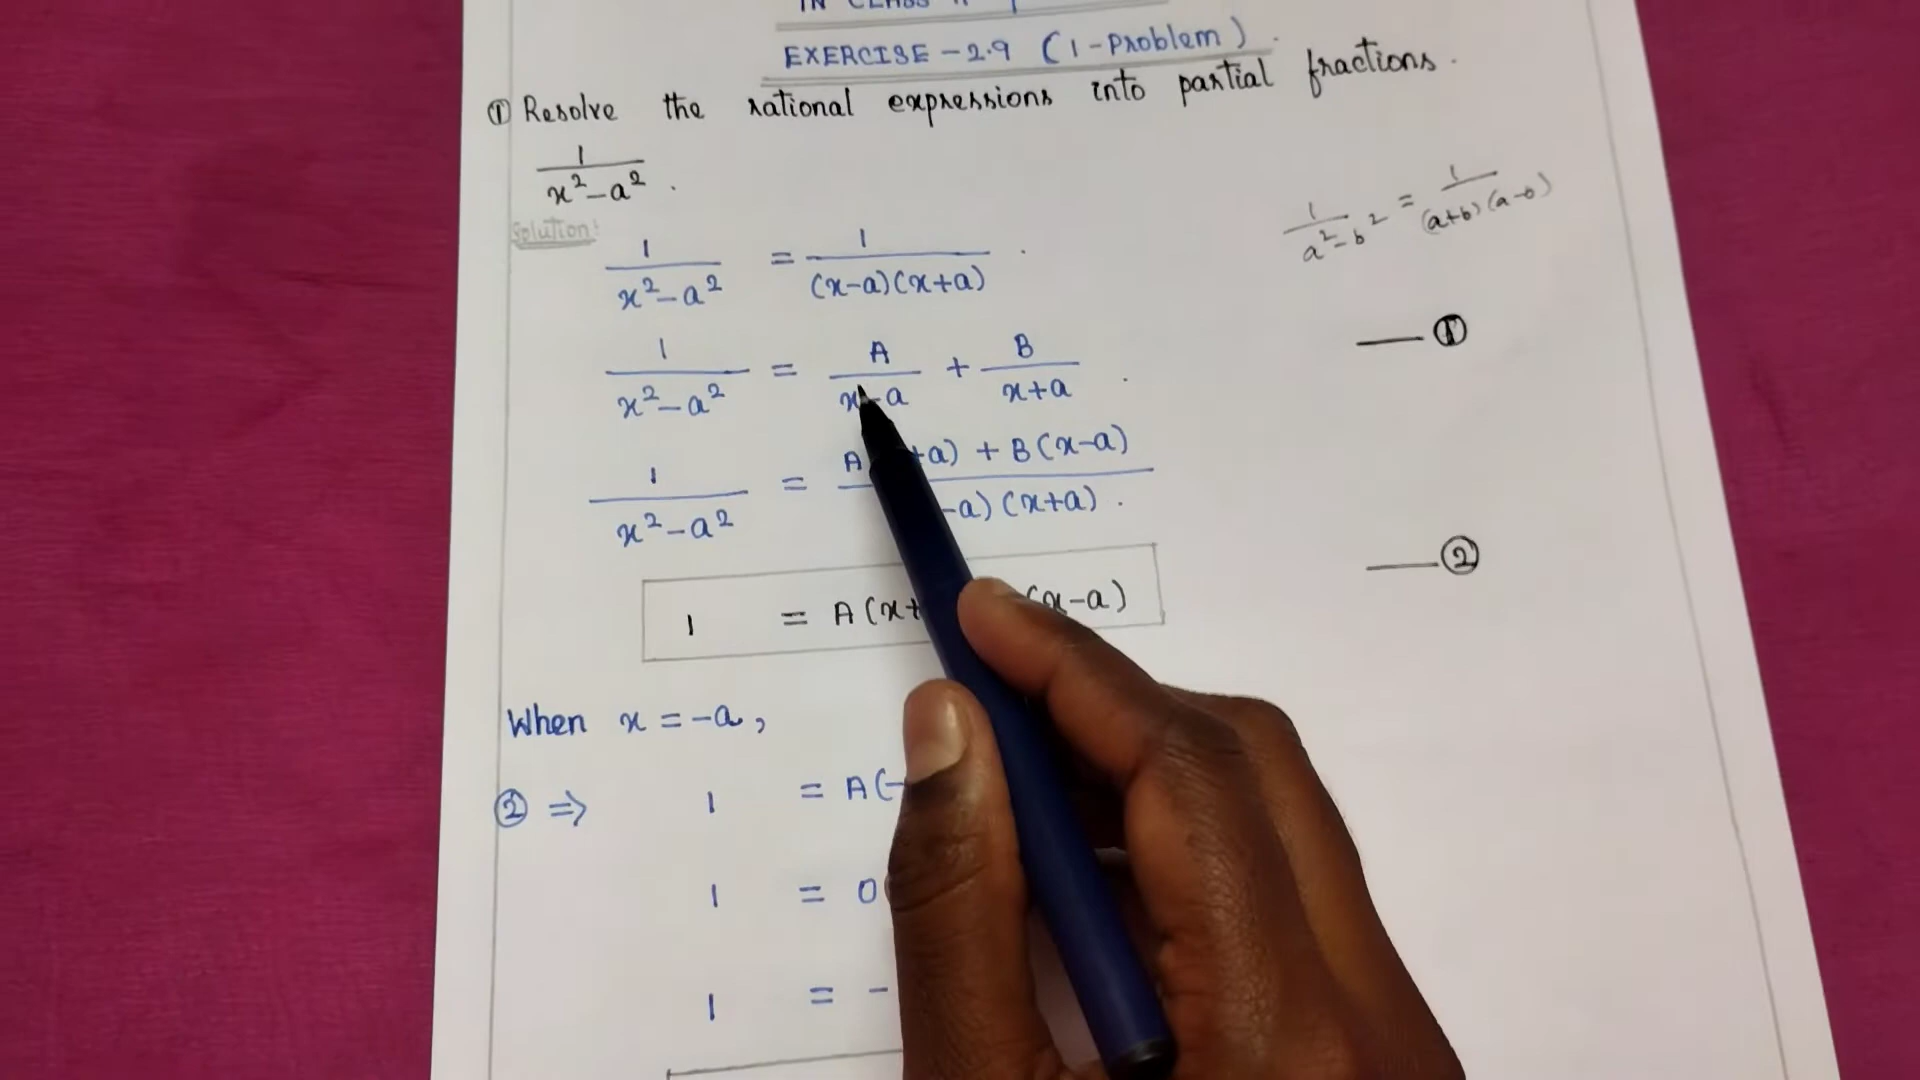 IN CLASS
EXERCISE - 2.9 (1-Problem).
① Resolve the rational expressions into partial fractions.
1/(x²-a²).
Solution:
1/(a²-b²) = 1/((a+b)(a-b))
1/(x²-a²) = 1/((x-a)(x+a)).
1/(x²-a²) = A/(x-a) + B/(x+a). — ①
1/(x²-a²) = A +a) + B(x-a) / -a)(x+a).
1 = A(x+ (x-a) — ②
When x = -a,
② ⇒ 1 = A(-
1 = 0
1 = -